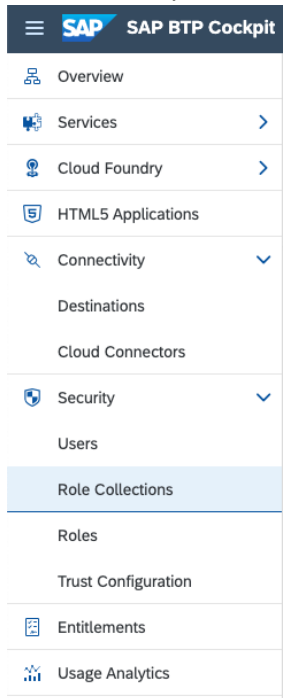 SAP SAP BTP Cockpit
Overview
Services
Cloud Foundry
5 HTML5 Applications
Connectivity
Destinations
Cloud Connectors
Security
Users
Role Collections
Roles
Trust Configuration
Entitlements
Usage Analytics